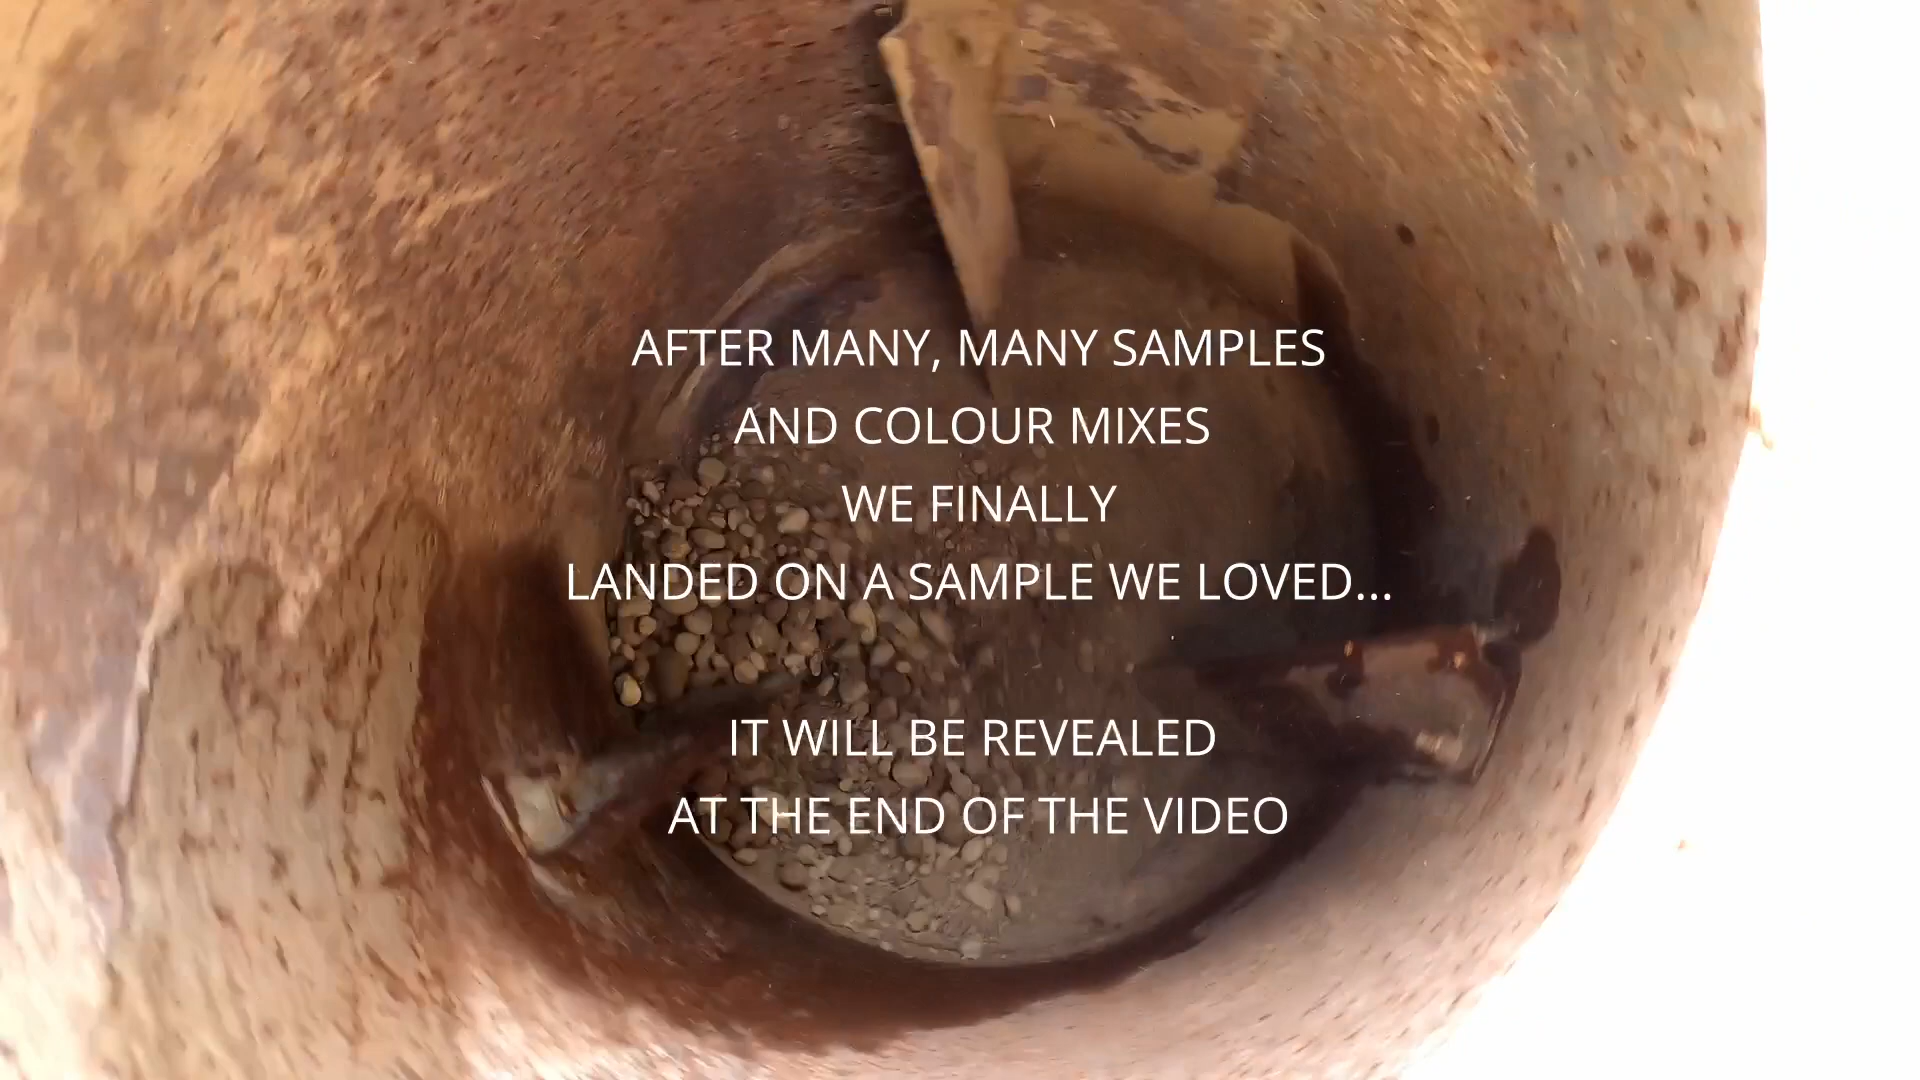 AFTER MANY, MANY SAMPLES
AND COLOUR MIXES
WE FINALLY
LANDED ON A SAMPLE WE LOVED...
IT WILL BE REVEALED
AT THE END OF THE VIDEO